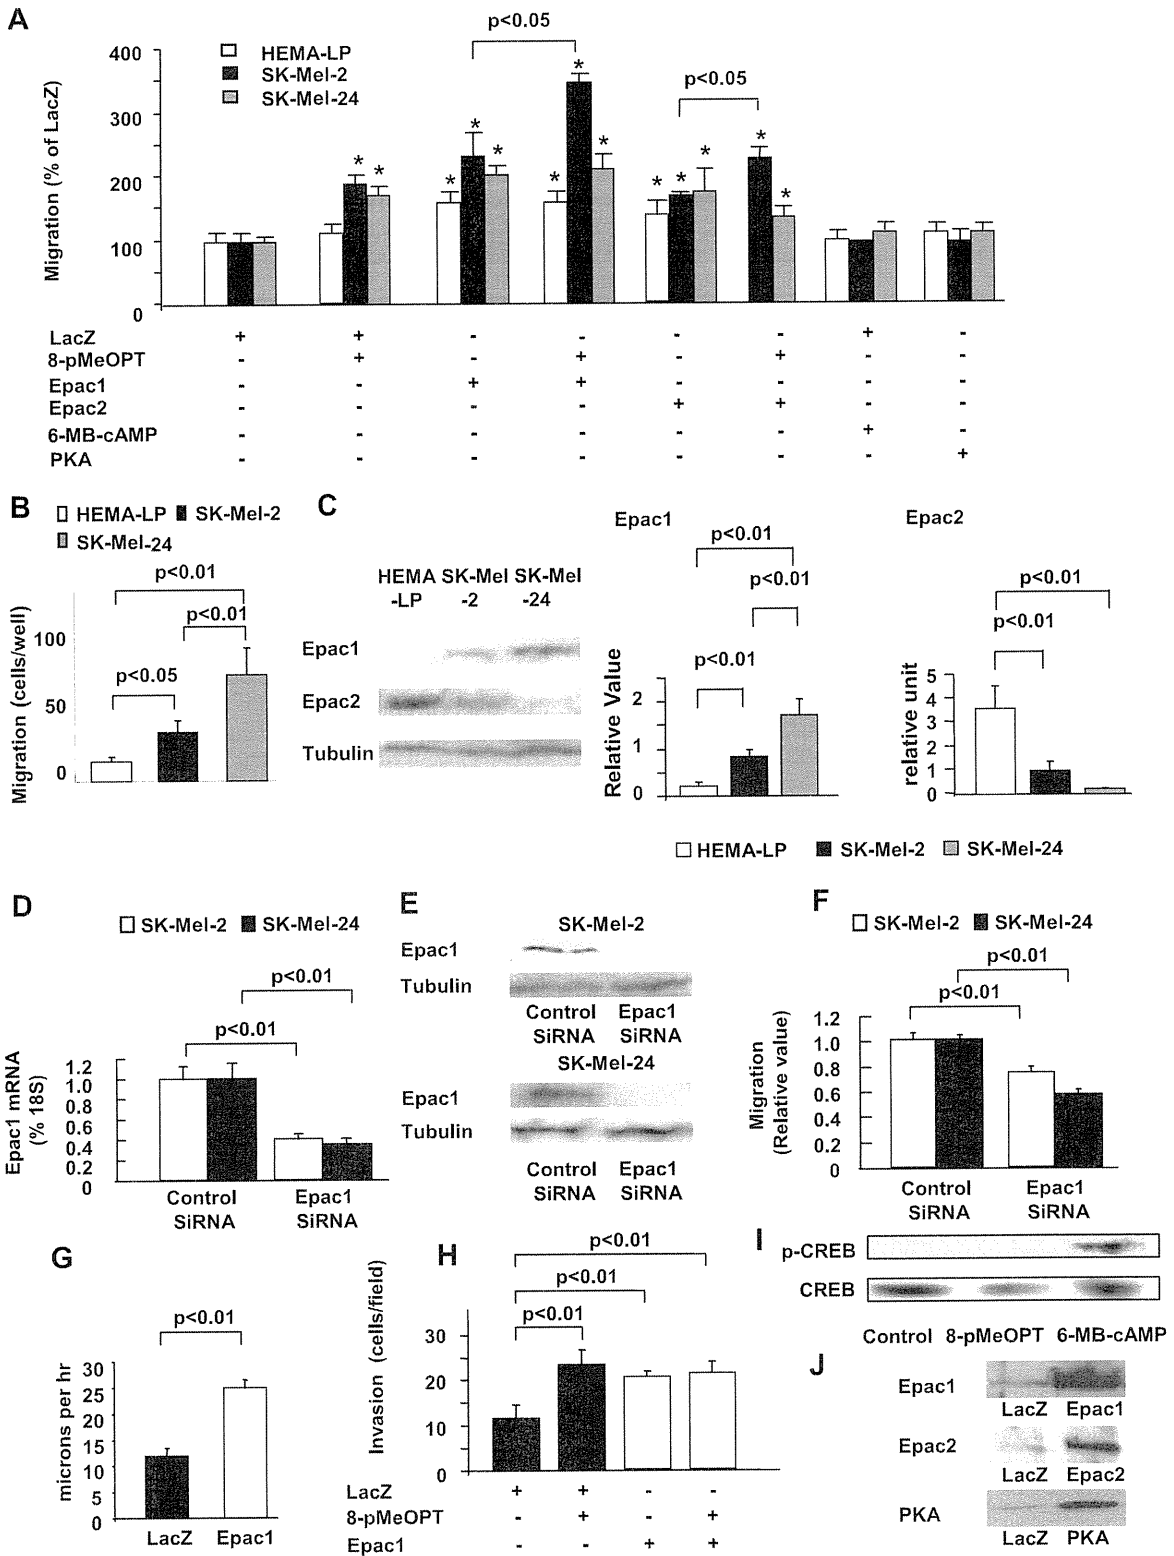 A
p<0.05
HEMA-LP
SK-Mel-2
SK-Mel-24
p<0.05
Migration (% of LacZ)
400
300
200
100
0
* * * * * * * * * * * * *
LacZ + + - - - - + -
8-pMeOPT - + - + - + - -
Epac1 - - + + - - - -
Epac2 - - - - + + - -
6-MB-cAMP - - - - - - + -
PKA - - - - - - - +
B
HEMA-LP SK-Mel-2
SK-Mel-24
p<0.01
p<0.01
p<0.05
Migration (cells/well)
100
50
0
C
HEMA SK-Mel SK-Mel
-LP -2 -24
Epac1
Epac2
Tubulin
Epac1
p<0.01
p<0.01
p<0.01
Relative Value
2
1
0
Epac2
p<0.01
p<0.01
relative unit
5
4
3
2
1
0
HEMA-LP SK-Mel-2 SK-Mel-24
D
SK-Mel-2 SK-Mel-24
p<0.01
p<0.01
Epac1 mRNA
(% 18S)
1.2
1.0
0.8
0.6
0.4
0.2
0
Control Epac1
SiRNA SiRNA
E
SK-Mel-2
Epac1
Tubulin
Control Epac1
SiRNA SiRNA
SK-Mel-24
Epac1
Tubulin
Control Epac1
SiRNA SiRNA
F
SK-Mel-2 SK-Mel-24
p<0.01
p<0.01
Migration
(Relative value)
1.2
1.0
0.8
0.6
0.4
0.2
0
Control Epac1
SiRNA SiRNA
G
p<0.01
microns per hr
30
25
20
15
10
5
0
LacZ Epac1
H
p<0.01
p<0.01
p<0.01
Invasion (cells/field)
30
20
10
0
LacZ + + - -
8-pMeOPT - + - +
Epac1 - - + +
I
p-CREB
CREB
Control 8-pMeOPT 6-MB-cAMP
J
Epac1
LacZ Epac1
Epac2
LacZ Epac2
PKA
LacZ PKA